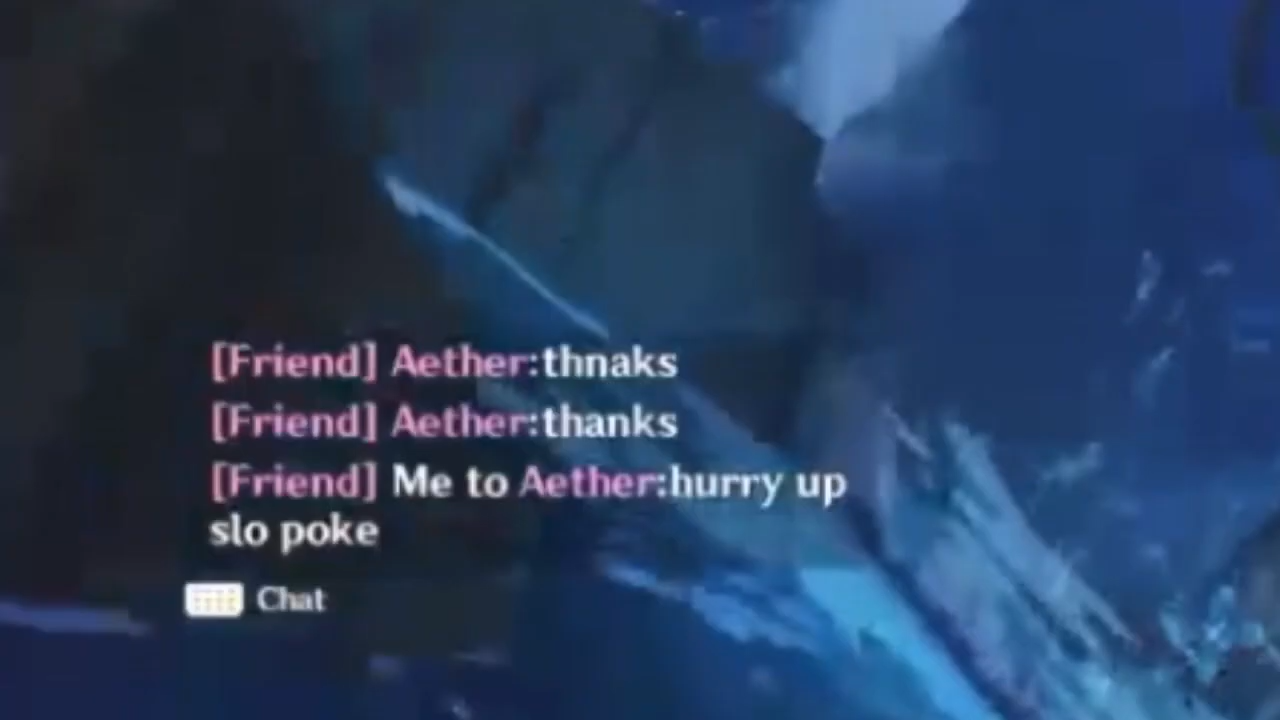 [Friend] Aether:thnaks
[Friend] Aether:thanks
[Friend] Me to Aether:hurry up
slo poke
Chat